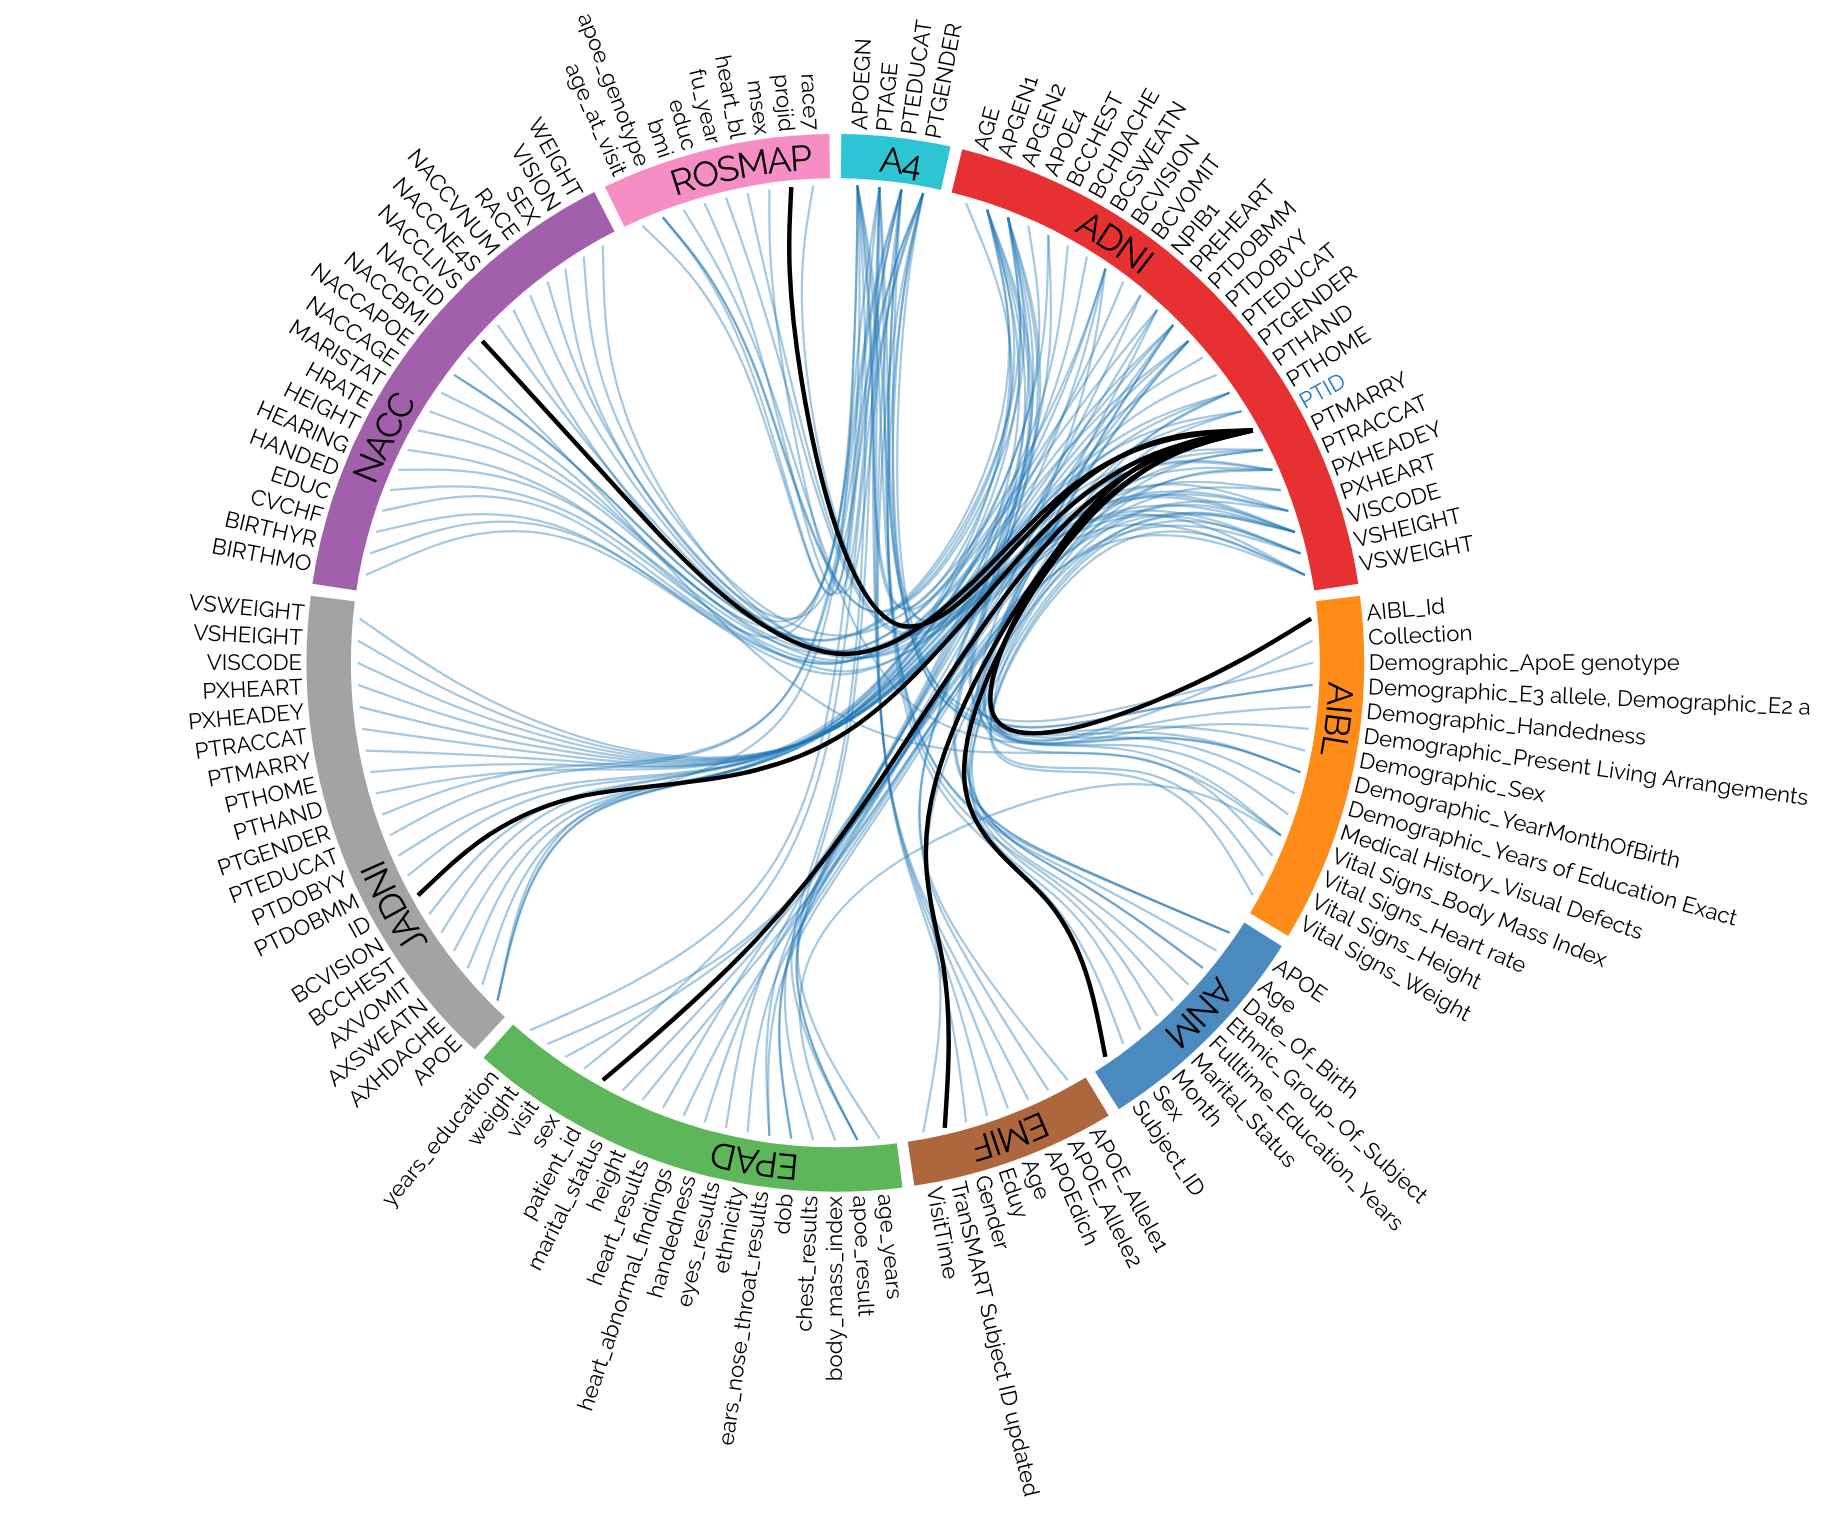 A4
APOEGN
PTAGE
PTEDUCAT
PTGENDER
ADNI
AGE
APGEN1
APGEN2
APOE4
BCCHEST
BCHDACHE
BCSWEATN
BCVISION
BCVOMIT
NPIB1
PREHEART
PTDOBMM
PTDOBYY
PTEDUCAT
PTGENDER
PTHAND
PTHOME
PTID
PTMARRY
PTRACCAT
PXHEADEY
PXHEART
VISCODE
VSHEIGHT
VSWEIGHT
AIBL
AIBL_Id
Collection
Demographic_ApoE genotype
Demographic_E3 allele, Demographic_E2 a
Demographic_Handedness
Demographic_Present Living Arrangements
Demographic_Sex
Demographic_YearMonthOfBirth
Demographic_Years of Education Exact
Medical History_Visual Defects
Vital Signs_Body Mass Index
Vital Signs_Heart rate
Vital Signs_Height
Vital Signs_Weight
ANM
APOE
Age
Date_Of_Birth
Ethnic_Group_Of_Subject
Fulltime_Education_Years
Marital_Status
Month
Sex
Subject_ID
EMIF
APOE_Allele1
APOE_Allele2
APOEdich
Age
Eduy
Gender
TranSMART Subject ID updated
VisitTime
EPAD
age_years
apoe_result
body_mass_index
chest_results
dob
ears_nose_throat_results
ethnicity
eyes_results
handedness
heart_abnormal_findings
heart_results
height
marital_status
patient_id
sex
visit
weight
years_education
JADNI
APOE
AXHDACHE
AXSWEATN
AXVOMIT
BCCHEST
BCVISION
ID
PTDOBMM
PTDOBYY
PTEDUCAT
PTGENDER
PTHAND
PTHOME
PTMARRY
PTRACCAT
PXHEADEY
PXHEART
VISCODE
VSHEIGHT
VSWEIGHT
NACC
BIRTHMO
BIRTHYR
CVCHF
EDUC
HANDED
HEARING
HEIGHT
HRATE
MARISTAT
NACCAGE
NACCAPOE
NACCBMI
NACCID
NACCLIVS
NACCNE4S
NACCVNUM
RACE
SEX
VISION
WEIGHT
ROSMAP
age_at_visit
apoe_genotype
bmi
educ
fu_year
heart_bl
msex
projid
race7